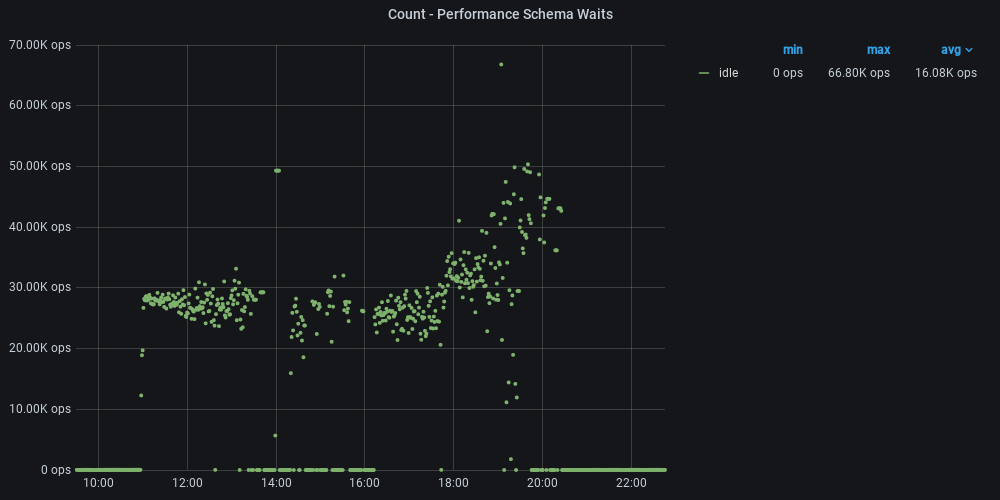 Count - Performance Schema Waits
70.00K ops
60.00K ops
50.00K ops
40.00K ops
30.00K ops
20.00K ops
10.00K ops
0 ops
10:00 12:00 14:00 16:00 18:00 20:00 22:00
min max avg
idle 0 ops 66.80K ops 16.08K ops